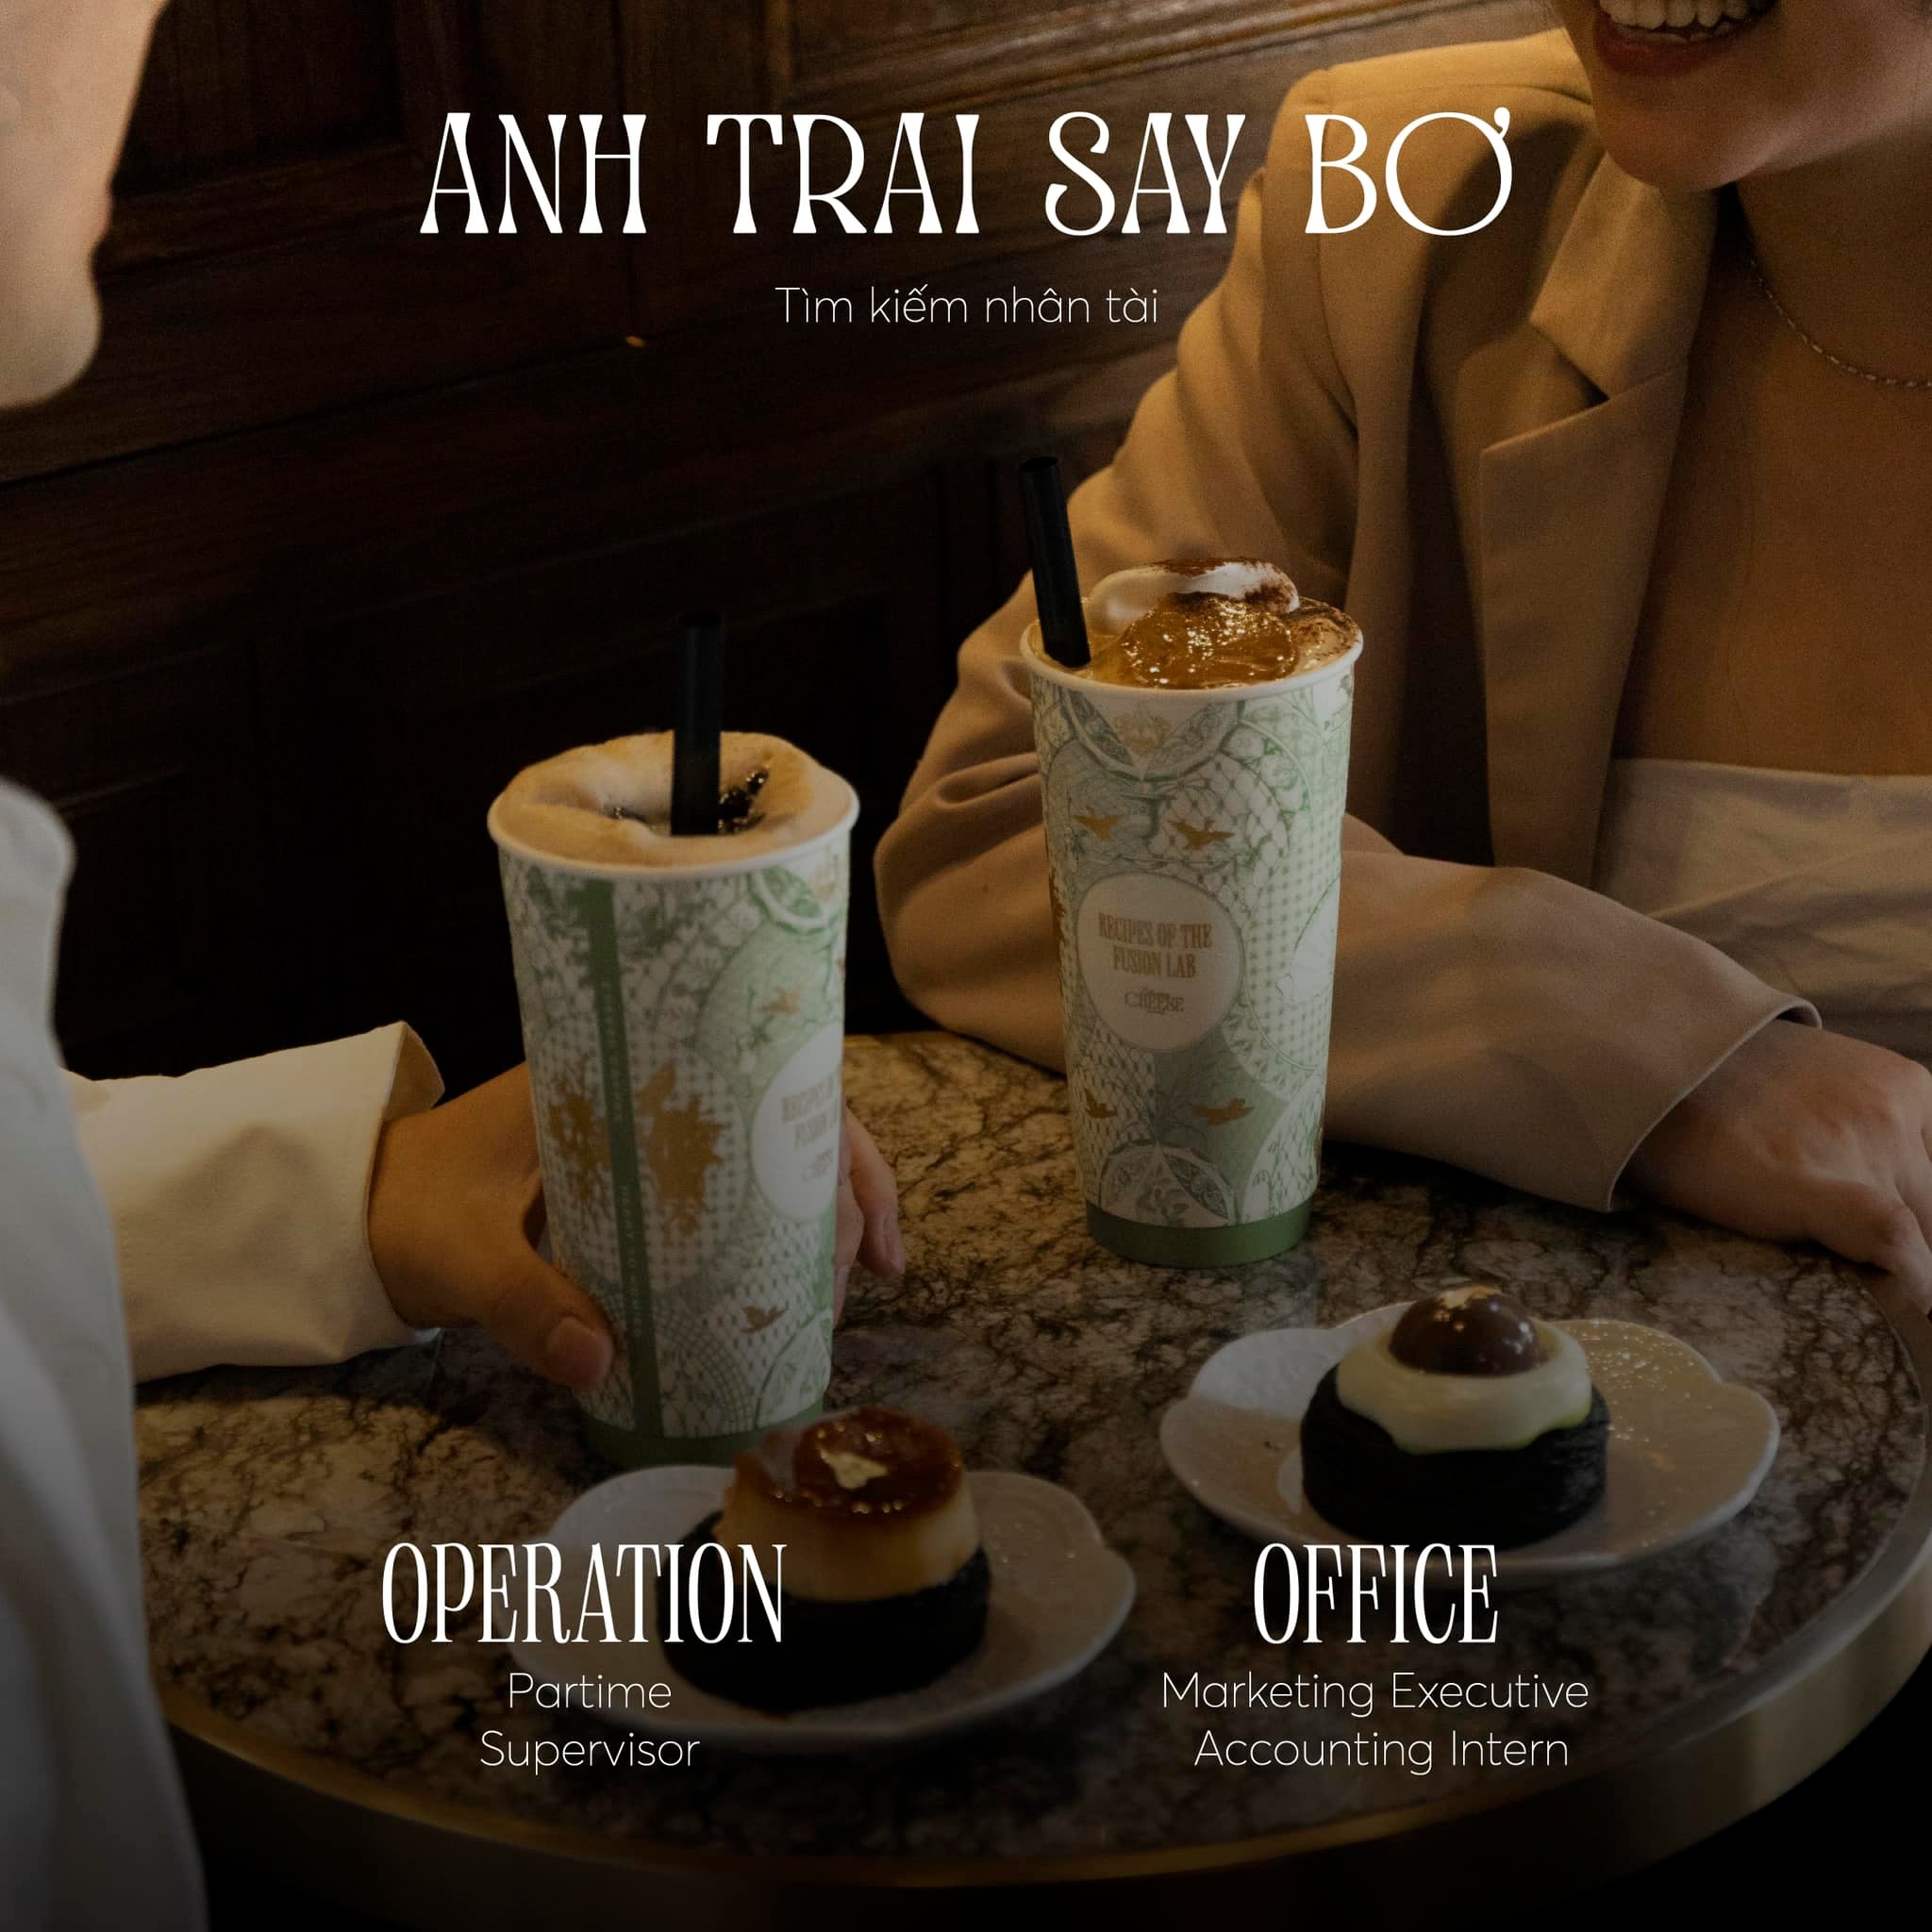 ANH TRAI SAY BƠ
Tìm kiếm nhân tài
RECIPES OF THE
FUSION LAB
CHEESE
OPERATION
Partime
Supervisor
OFFICE
Marketing Executive
Accounting Intern